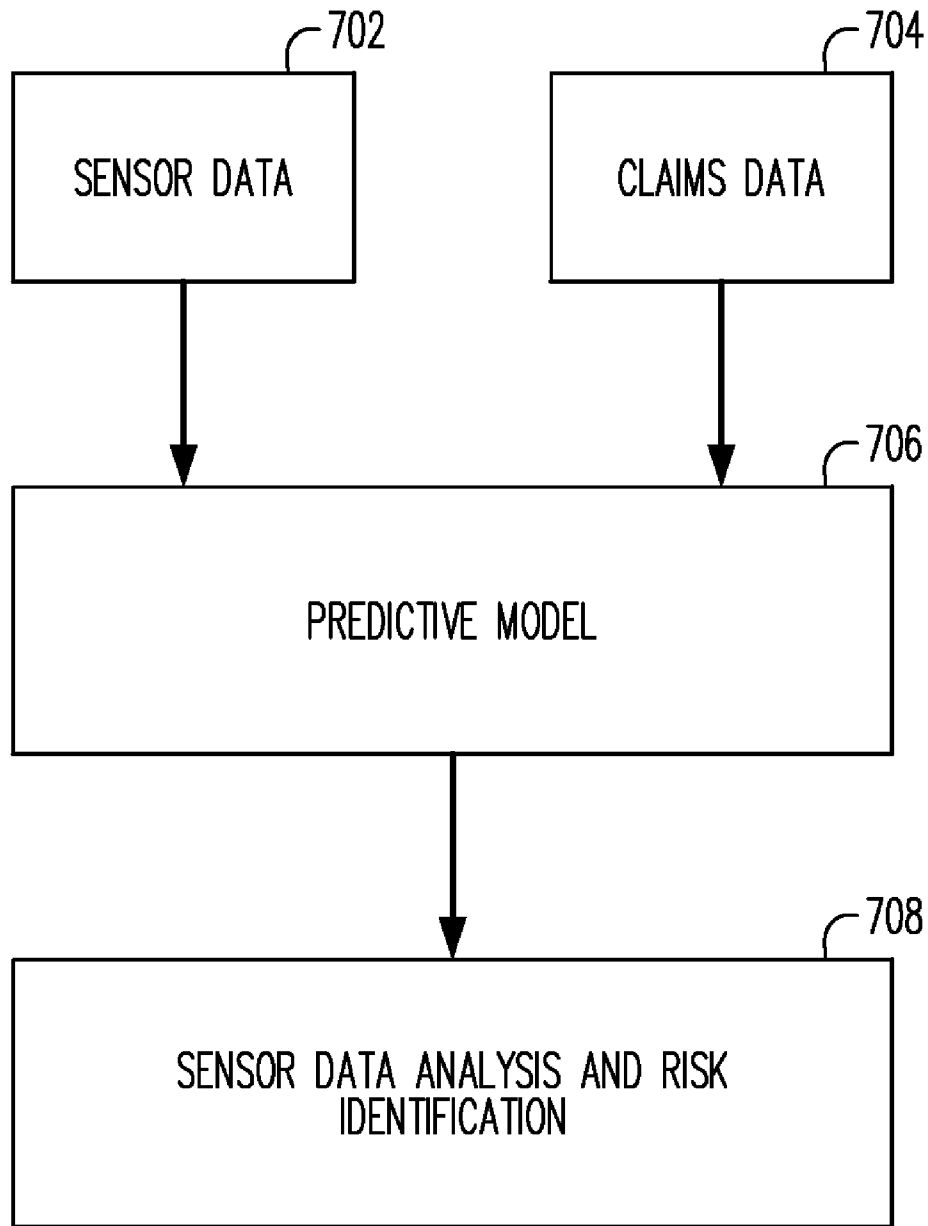 702
704
SENSOR DATA
CLAIMS DATA
706
PREDICTIVE MODEL
708
SENSOR DATA ANALYSIS AND RISK
IDENTIFICATION